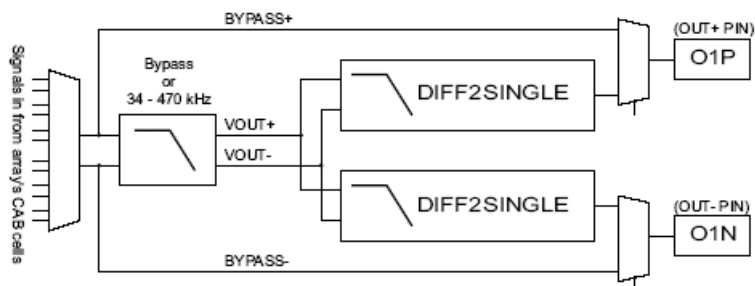 BYPASS+
(OUT+ PIN)
O1P
Signals in from array's CAB cells
Bypass
or
34 - 470 kHz
VOUT+
VOUT-
DIFF2SINGLE
DIFF2SINGLE
(OUT- PIN)
O1N
BYPASS-